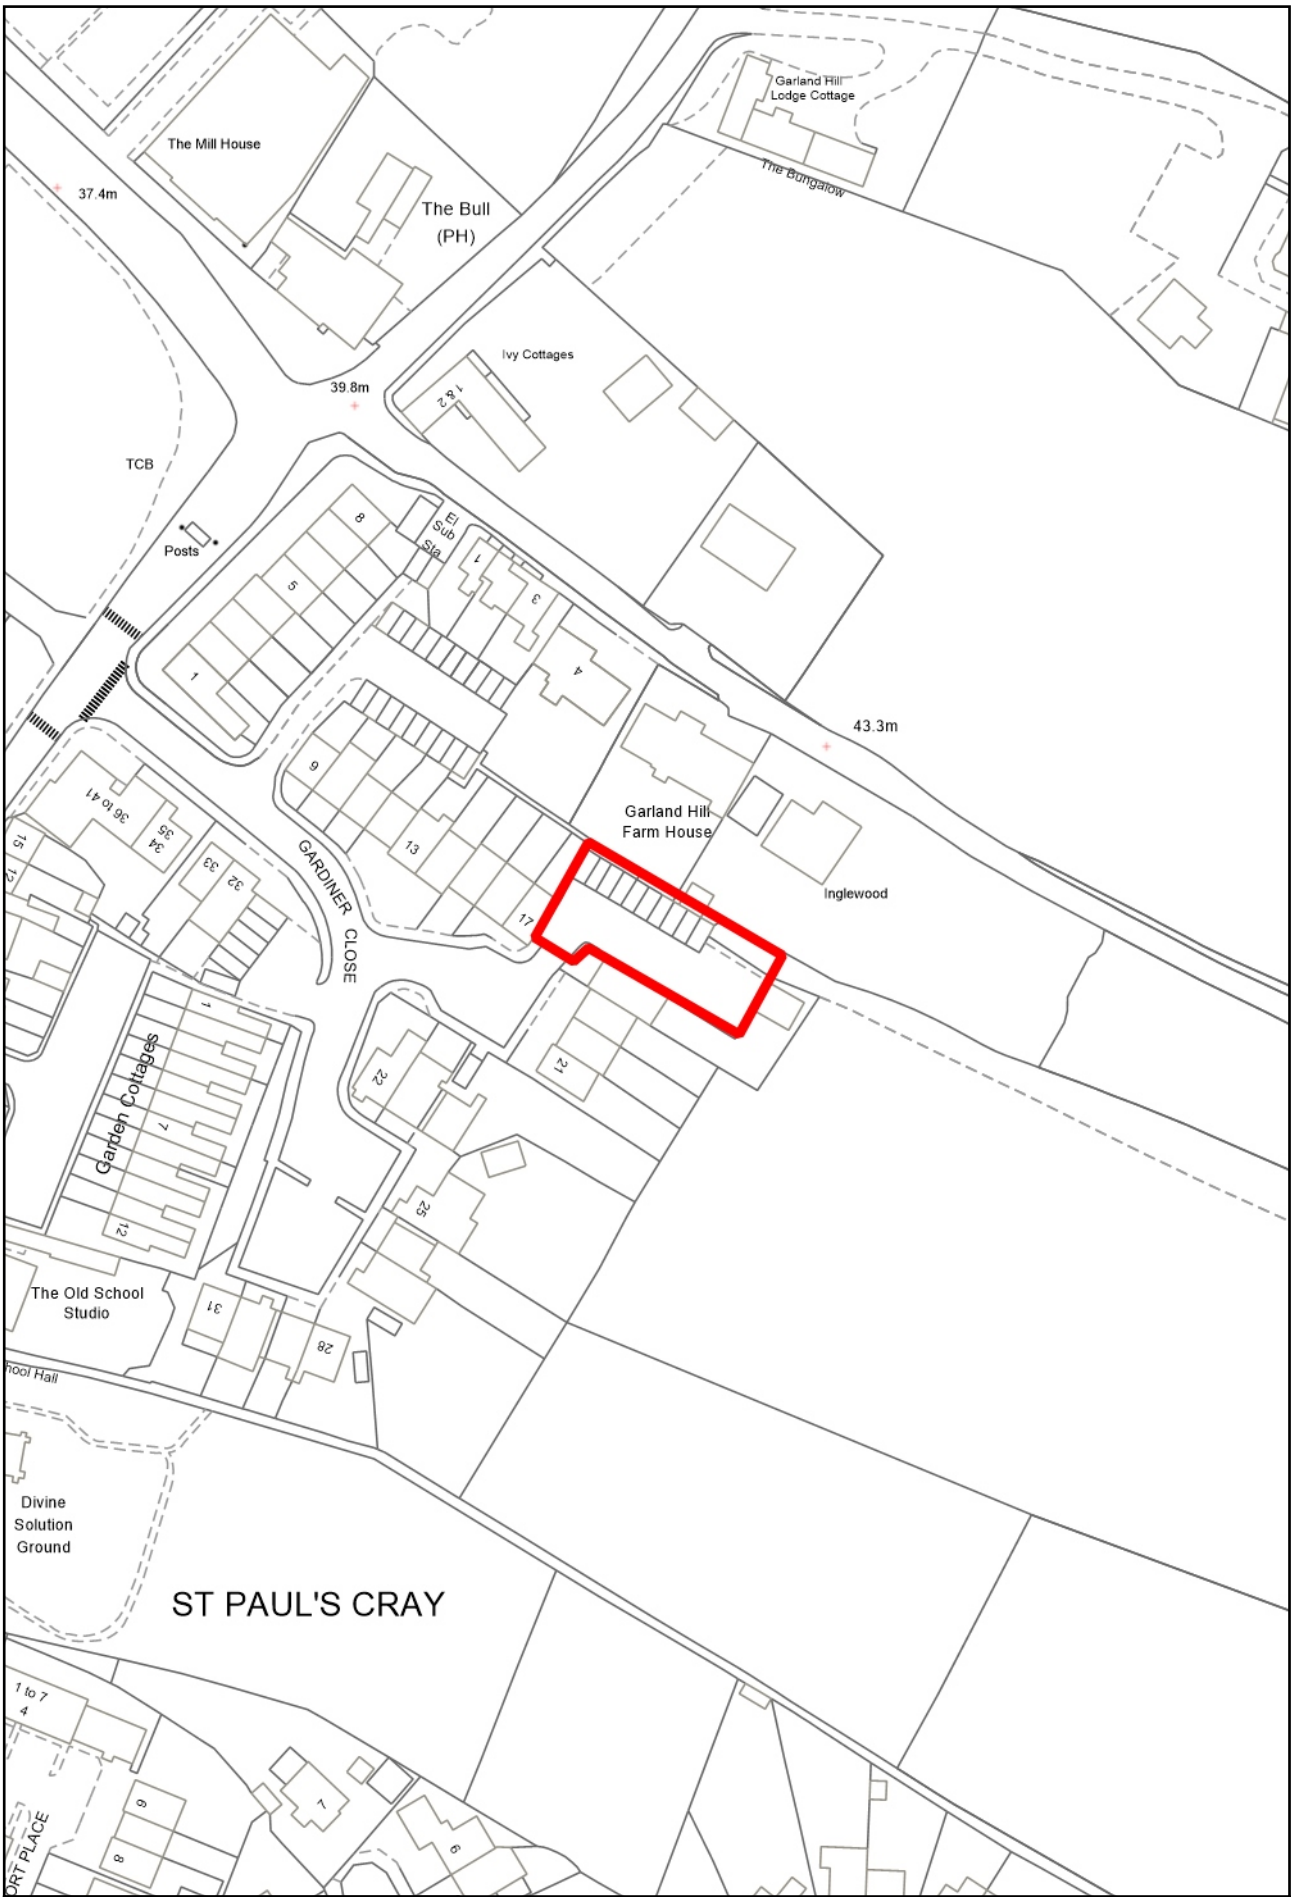 Garland Hill
Lodge Cottage
The Mill House
The Bungalow
37.4m
The Bull
(PH)
Ivy Cottages
39.8m
1 & 2
TCB
El
Sub
Sta
8
Posts
1
5
3
1
4
43.3m
9
Garland Hill
Farm House
36 to 41
35
34
13
15
33
32
GARDINER CLOSE
Inglewood
17
12
1
21
22
Garden Cottages
7
25
12
The Old School
Studio
31
28
hool Hall
Divine
Solution
Ground
ST PAUL'S CRAY
1 to 7
4
7
9
6
8
ORT PLACE